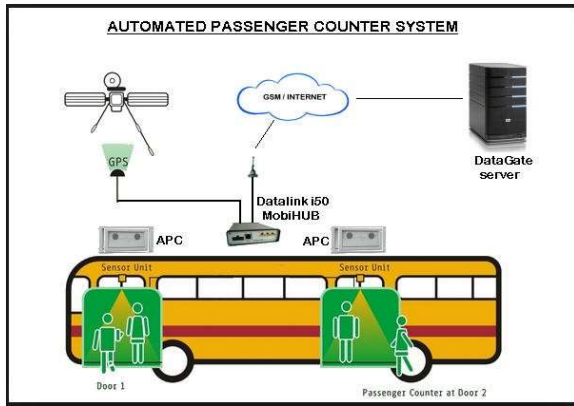 AUTOMATED PASSENGER COUNTER SYSTEM
GSM / INTERNET
GPS
DataGate
server
Datalink i50
MobiHUB
APC
APC
Sensor Unit
Sensor Unit
Door 1
Passenger Counter at Door 2